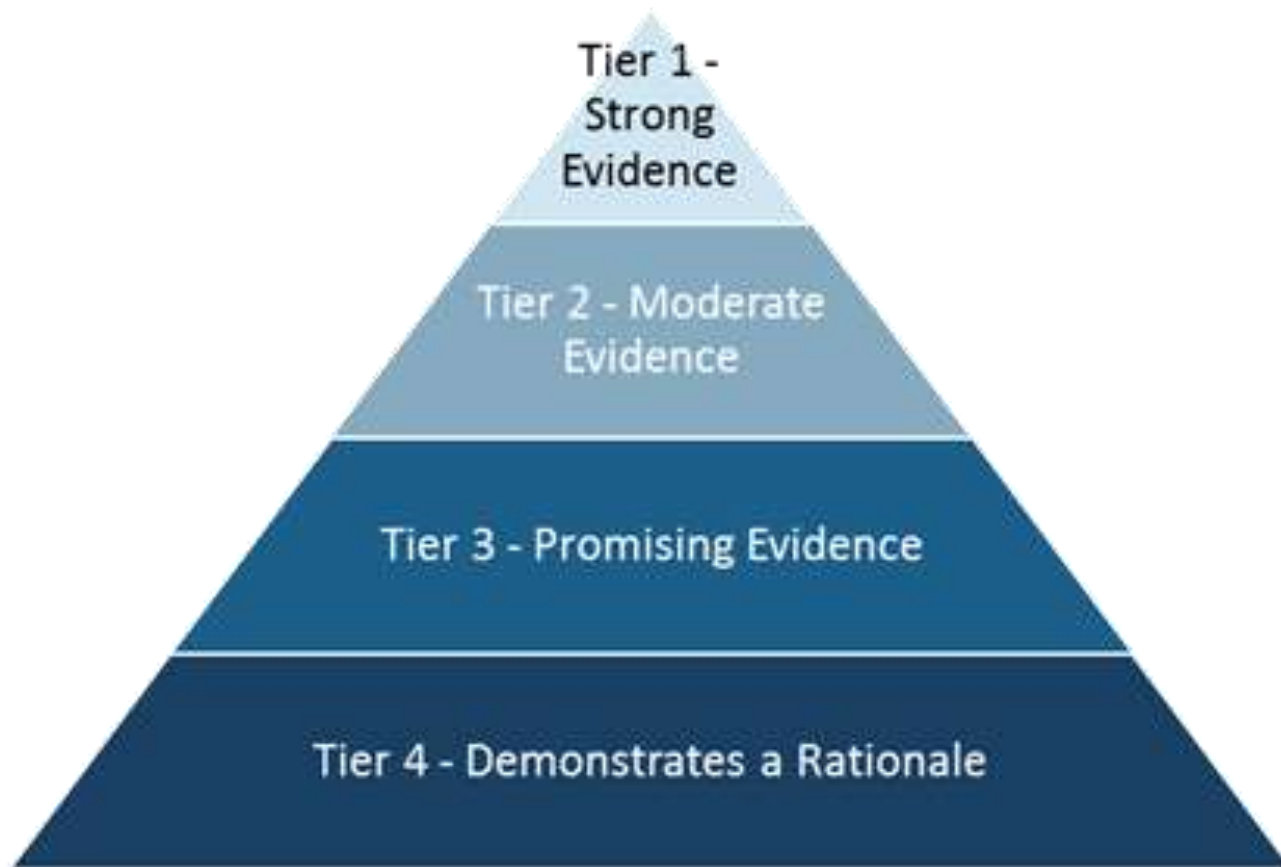 Tier 1 -
Strong
Evidence
Tier 2 - Moderate
Evidence
Tier 3 - Promising Evidence
Tier 4 - Demonstrates a Rationale